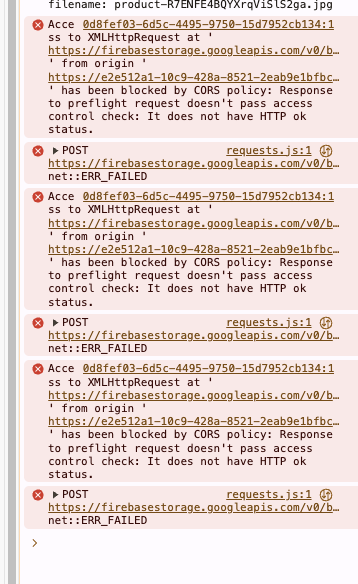 filename: product-R7ENFE4BQYXrqViSlS2ga.jpg
Acce 0d8fef03-6d5c-4495-9750-15d7952cb134:1
ss to XMLHttpRequest at '
https://firebasestorage.googleapis.com/v0/b…
' from origin '
https://e2e512a1-10c9-428a-8521-2eab9e1bfbc…
' has been blocked by CORS policy: Response
to preflight request doesn't pass access
control check: It does not have HTTP ok
status.
POST requests.js:1
https://firebasestorage.googleapis.com/v0/b…
net::ERR_FAILED
Acce 0d8fef03-6d5c-4495-9750-15d7952cb134:1
ss to XMLHttpRequest at '
https://firebasestorage.googleapis.com/v0/b…
' from origin '
https://e2e512a1-10c9-428a-8521-2eab9e1bfbc…
' has been blocked by CORS policy: Response
to preflight request doesn't pass access
control check: It does not have HTTP ok
status.
POST requests.js:1
https://firebasestorage.googleapis.com/v0/b…
net::ERR_FAILED
Acce 0d8fef03-6d5c-4495-9750-15d7952cb134:1
ss to XMLHttpRequest at '
https://firebasestorage.googleapis.com/v0/b…
' from origin '
https://e2e512a1-10c9-428a-8521-2eab9e1bfbc…
' has been blocked by CORS policy: Response
to preflight request doesn't pass access
control check: It does not have HTTP ok
status.
POST requests.js:1
https://firebasestorage.googleapis.com/v0/b…
net::ERR_FAILED